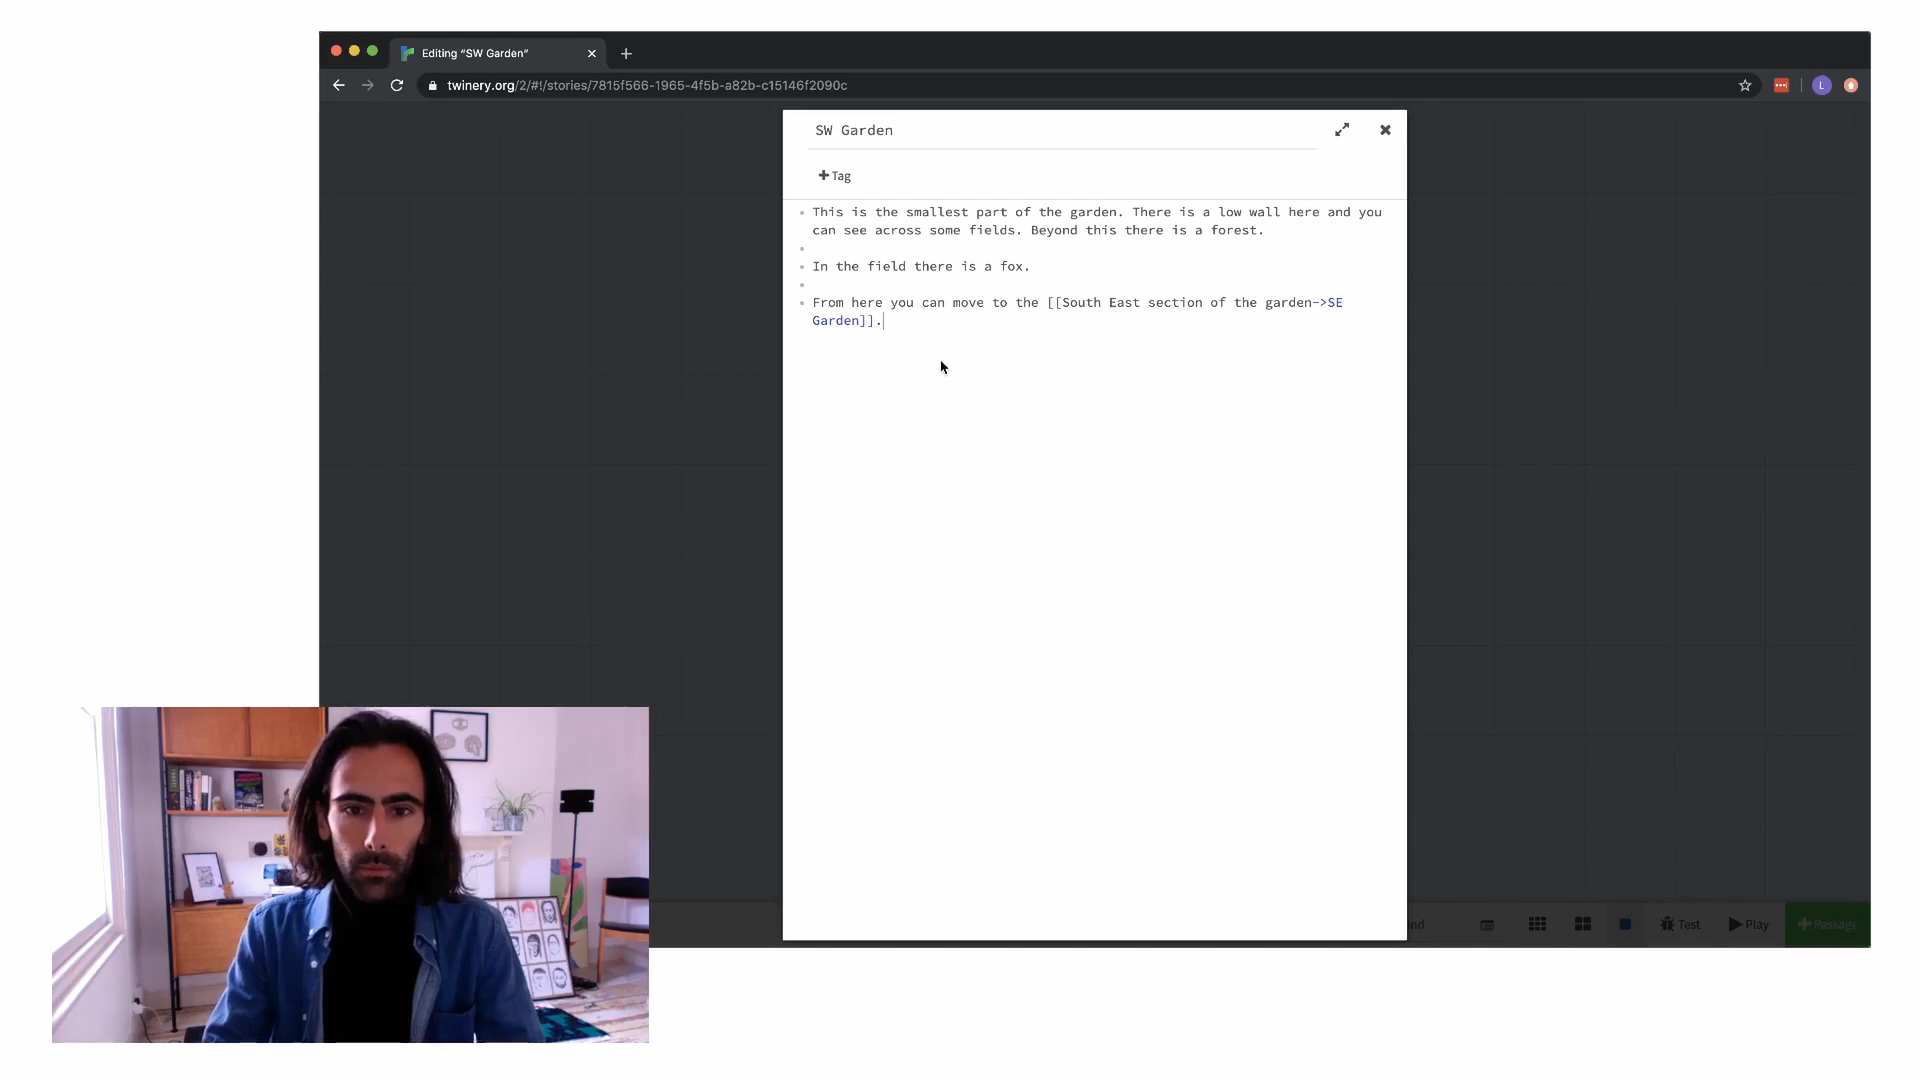 Editing “SW Garden”
twinery.org/2/#!/stories/7815f566-1965-4f5b-a82b-c15146f2090c
L
SW Garden
+Tag
This is the smallest part of the garden. There is a low wall here and you
can see across some fields. Beyond this there is a forest.
In the field there is a fox.
From here you can move to the [[South East section of the garden->SE
Garden]].
Test
Play
+Passage